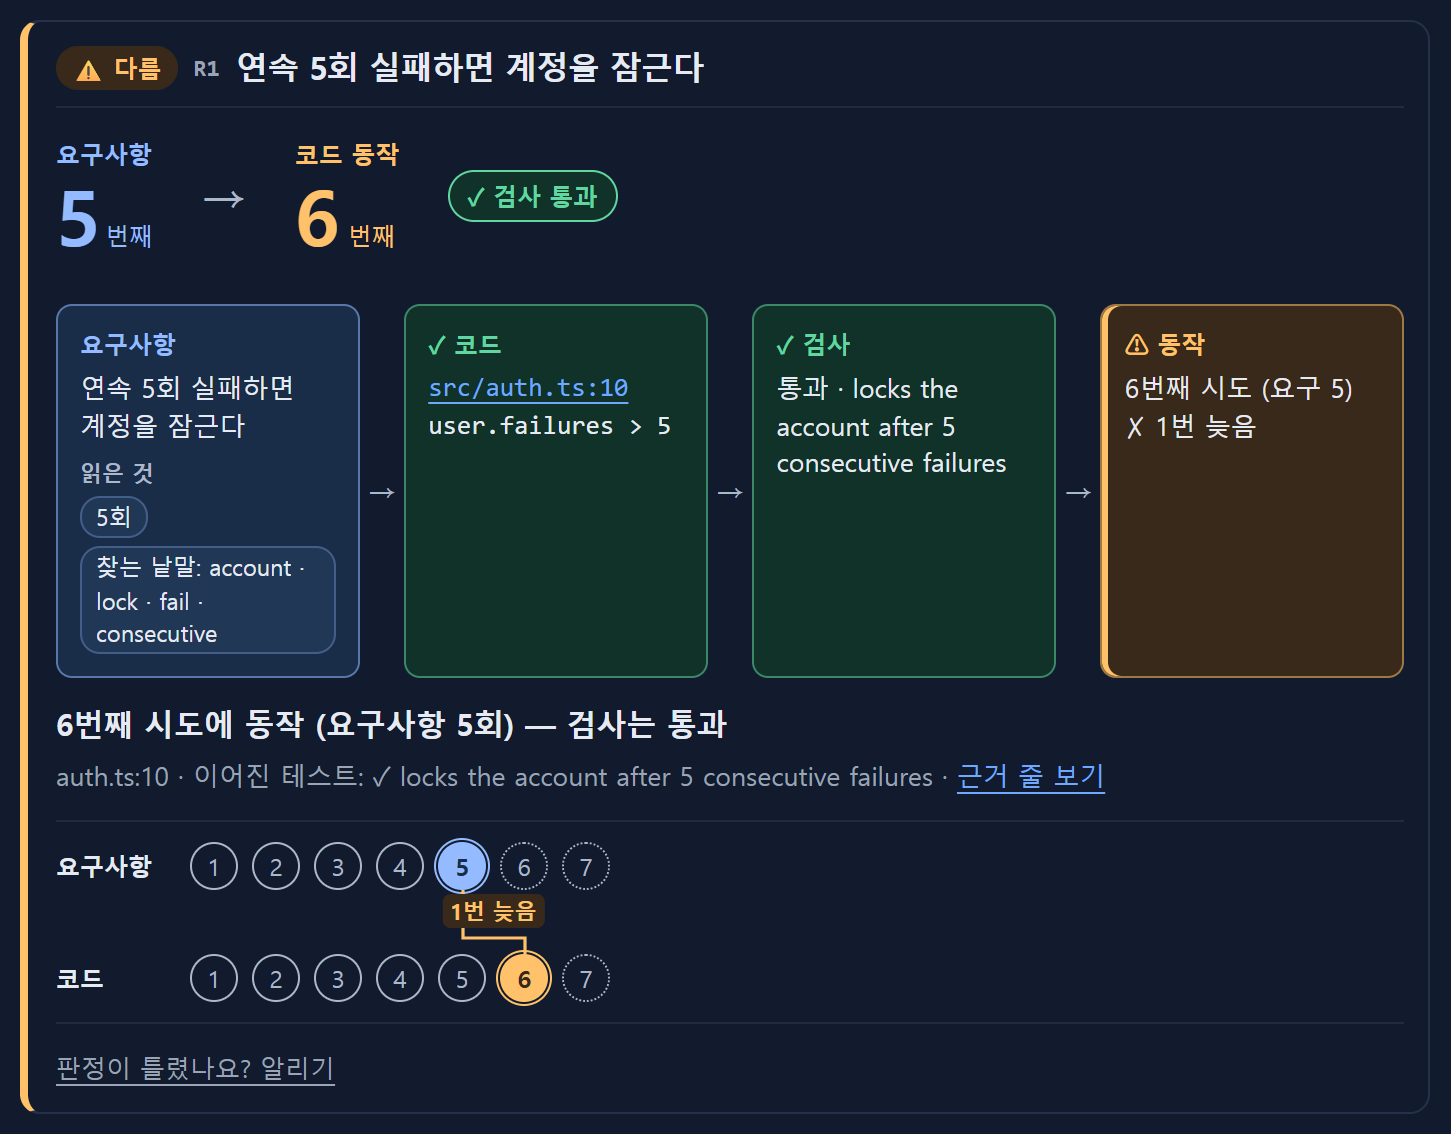 ⚠ 다름 R1 연속 5회 실패하면 계정을 잠근다
요구사항
5 번째
→
코드 동작
6 번째
✓ 검사 통과
요구사항
연속 5회 실패하면
계정을 잠근다
읽은 것
5회
찾는 낱말: account ·
lock · fail ·
consecutive
→
✓ 코드
src/auth.ts:10
user.failures > 5
→
✓ 검사
통과 · locks the
account after 5
consecutive failures
→
⚠ 동작
6번째 시도 (요구 5)
✗ 1번 늦음
6번째 시도에 동작 (요구사항 5회) — 검사는 통과
auth.ts:10 · 이어진 테스트: ✓ locks the account after 5 consecutive failures · 근거 줄 보기
요구사항 1 2 3 4 5 6 7
1번 늦음
코드 1 2 3 4 5 6 7
판정이 틀렸나요? 알리기